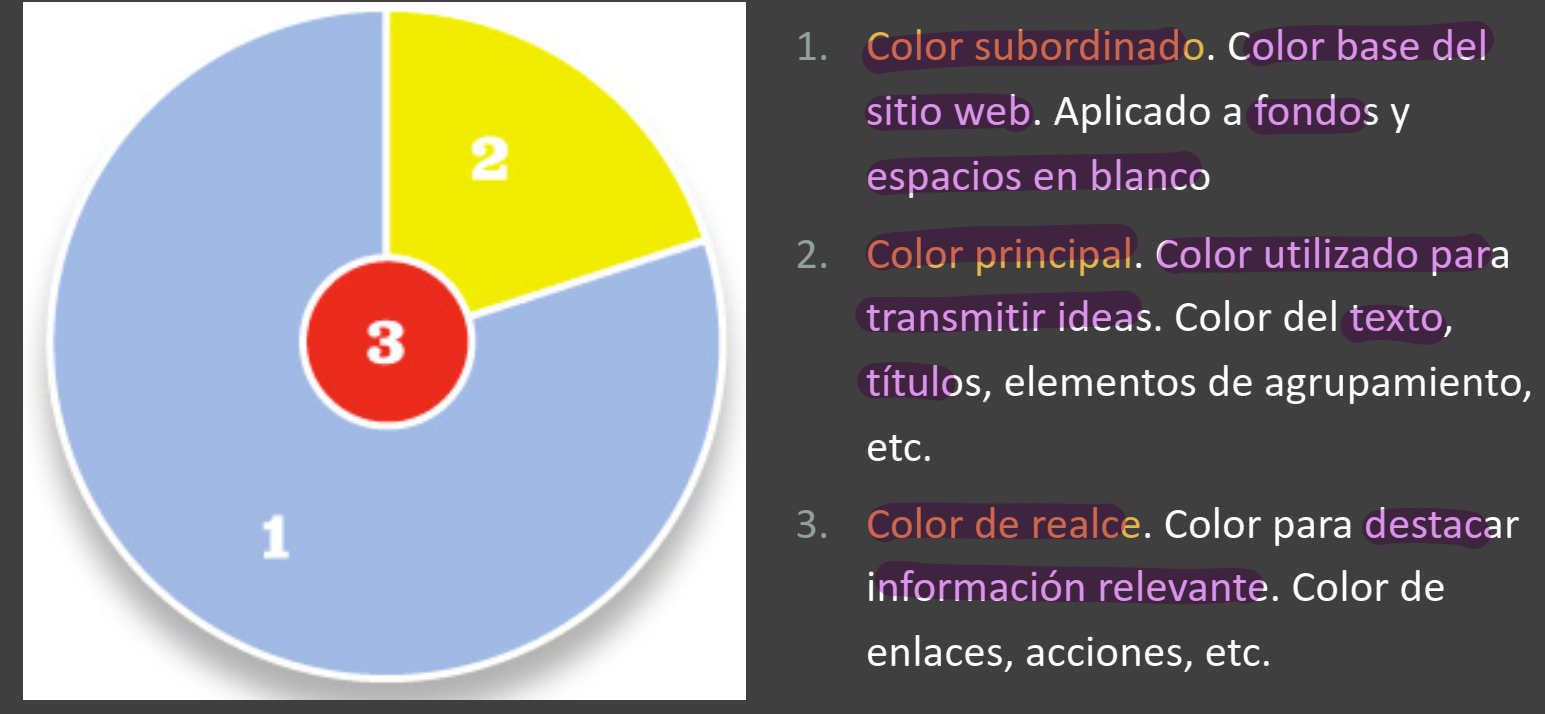 2
3
1
1. Color subordinado. Color base del
sitio web. Aplicado a fondos y
espacios en blanco
2. Color principal. Color utilizado para
transmitir ideas. Color del texto,
títulos, elementos de agrupamiento,
etc.
3. Color de realce. Color para destacar
información relevante. Color de
enlaces, acciones, etc.